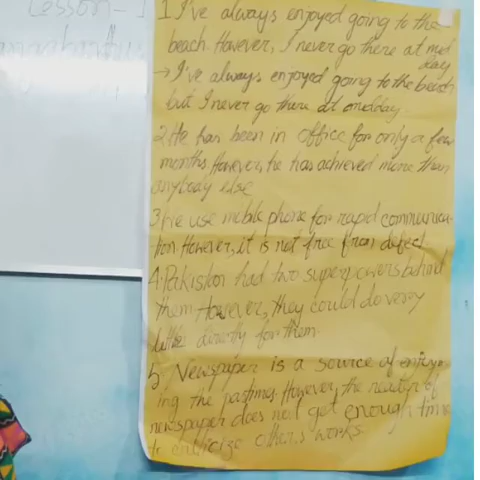 Lesson-1
1 I've always enjoyed going to the
beach. However, I never go there at mid
day
→ I've always enjoyed going to the beach
but I never go there at midday
2. He has been in office for only a few
months. However, he has achieved more than
anybody else
3. We use mobile phone for rapid communica-
tion. However, it is not free from defect
4. Pakistan had two superpowers behind
them. However, they could do very
little directly for them.
5. Newspaper is a source of enjoy-
ing the pastimes. However, the reader of
newspaper does not get enough time
to criticize other,s works.